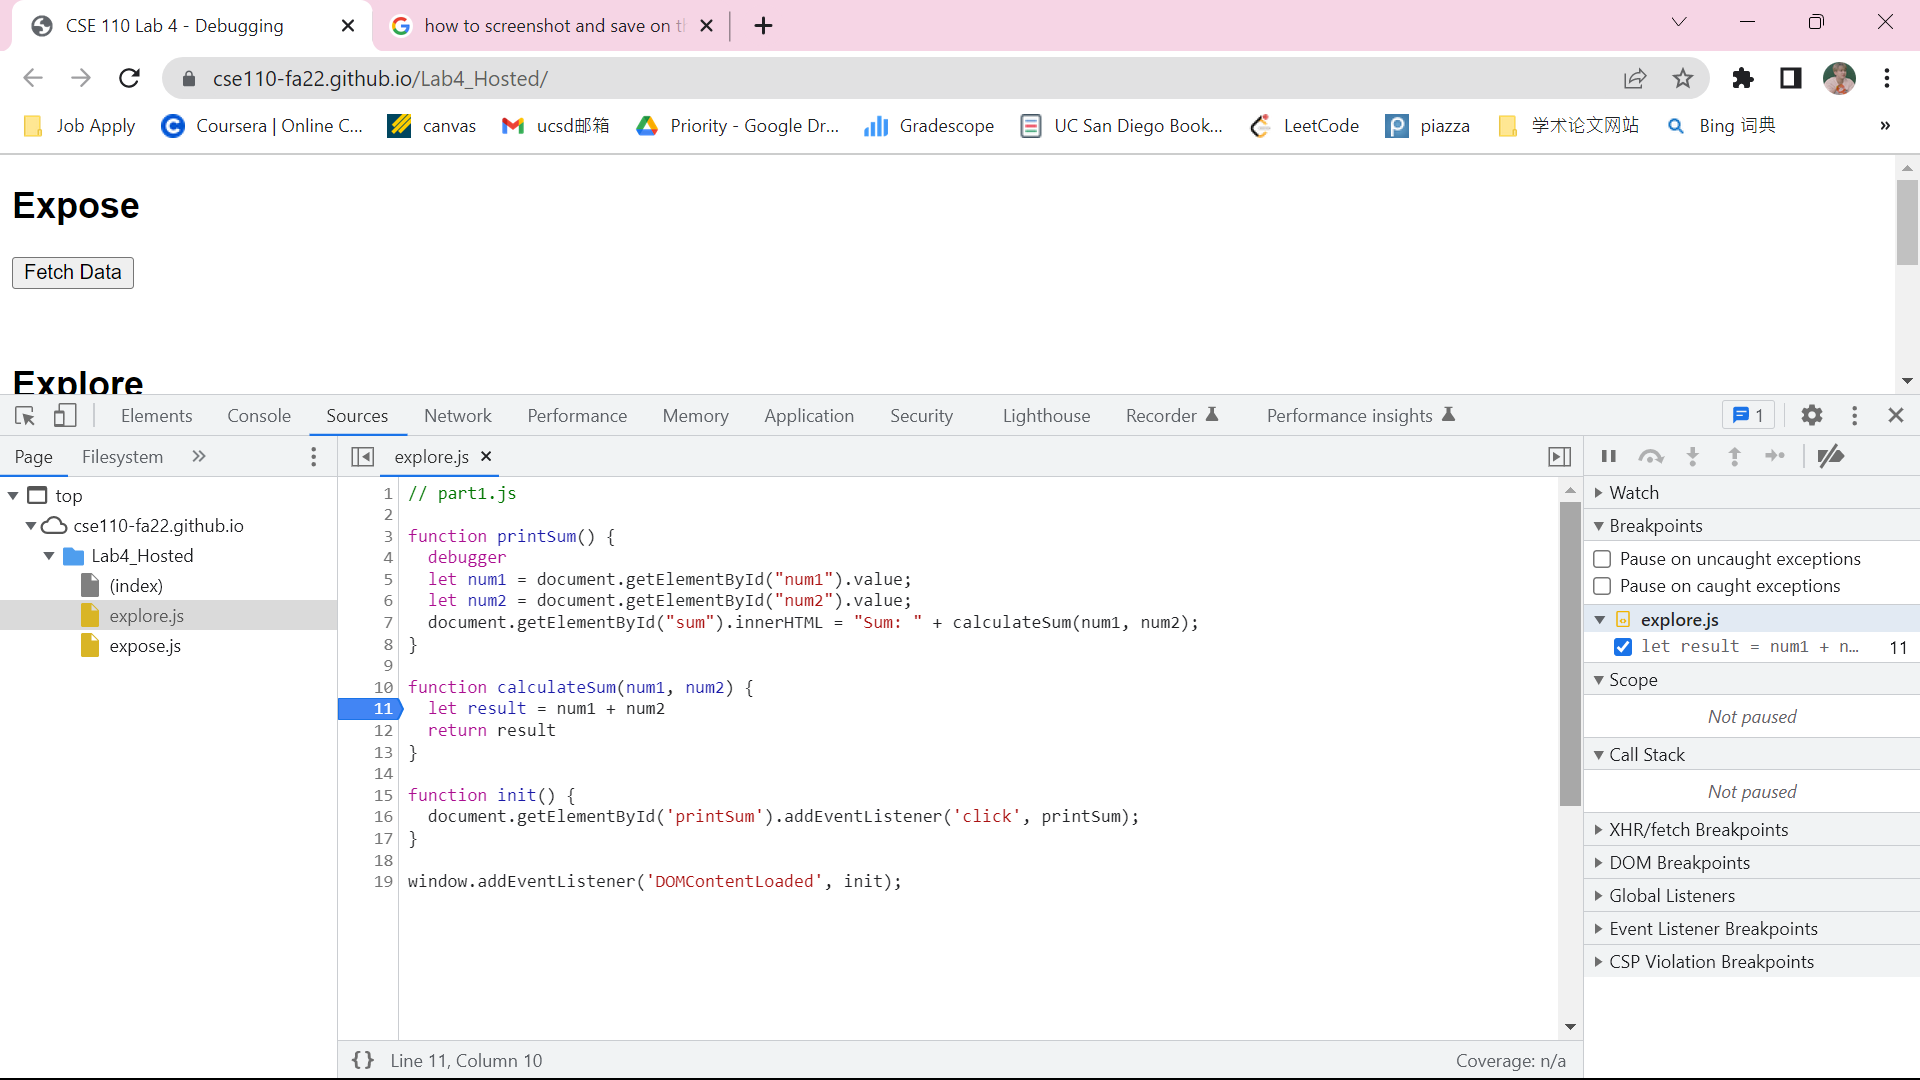 CSE 110 Lab 4 - Debugging
how to screenshot and save on t
cse110-fa22.github.io/Lab4_Hosted/
Job Apply
Coursera | Online C...
canvas
ucsd邮箱
Priority - Google Dr...
Gradescope
UC San Diego Book...
LeetCode
piazza
学术论文网站
Bing 词典
»
Expose
Fetch Data
Explore
Elements Console Sources Network Performance Memory Application Security Lighthouse Recorder Performance insights 1
Page Filesystem »
top
cse110-fa22.github.io
Lab4_Hosted
(index)
explore.js
expose.js
explore.js
1 // part1.js
2
3 function printSum() {
4 debugger
5 let num1 = document.getElementById("num1").value;
6 let num2 = document.getElementById("num2").value;
7 document.getElementById("sum").innerHTML = "Sum: " + calculateSum(num1, num2);
8 }
9
10 function calculateSum(num1, num2) {
11 let result = num1 + num2
12 return result
13 }
14
15 function init() {
16 document.getElementById('printSum').addEventListener('click', printSum);
17 }
18
19 window.addEventListener('DOMContentLoaded', init);
{} Line 11, Column 10
Coverage: n/a
Watch
Breakpoints
Pause on uncaught exceptions
Pause on caught exceptions
explore.js
let result = num1 + n... 11
Scope
Not paused
Call Stack
Not paused
XHR/fetch Breakpoints
DOM Breakpoints
Global Listeners
Event Listener Breakpoints
CSP Violation Breakpoints